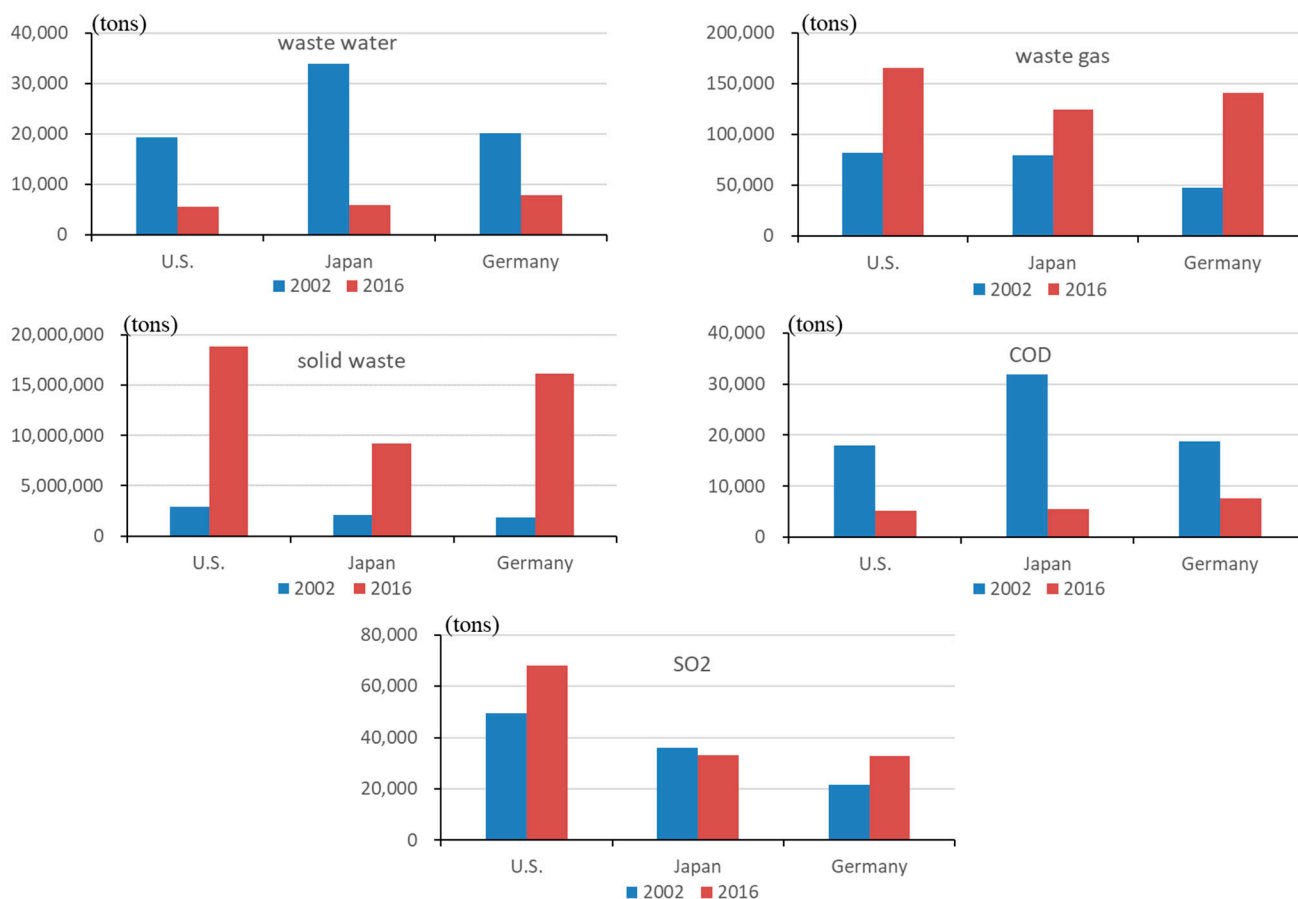 (tons)
waste water
40,000
30,000
20,000
10,000
0
U.S. Japan Germany
2002 2016
(tons)
waste gas
200,000
150,000
100,000
50,000
0
U.S. Japan Germany
2002 2016
(tons)
solid waste
20,000,000
15,000,000
10,000,000
5,000,000
0
U.S. Japan Germany
2002 2016
(tons)
COD
40,000
30,000
20,000
10,000
0
U.S. Japan Germany
2002 2016
(tons)
SO2
80,000
60,000
40,000
20,000
0
U.S. Japan Germany
2002 2016